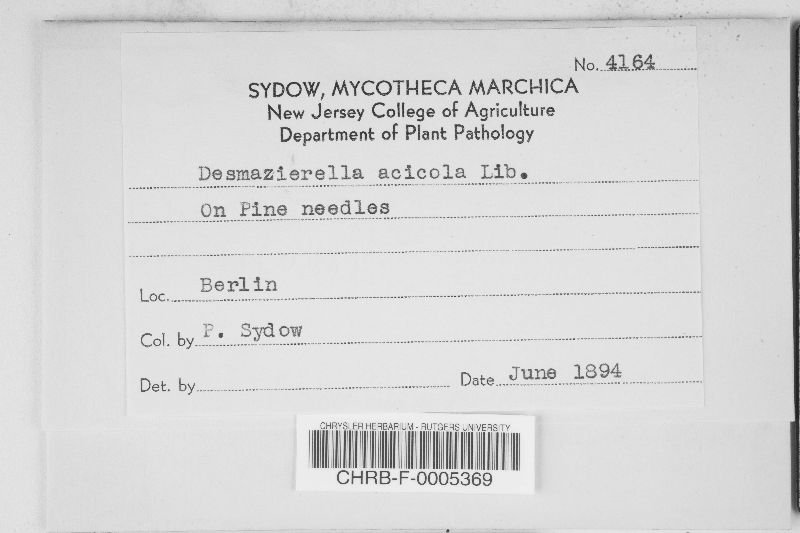 No. 4164
SYDOW, MYCOTHECA MARCHICA
New Jersey College of Agriculture
Department of Plant Pathology
Desmazierella acicola Lib.
On Pine needles
Loc. Berlin
Col. by P. Sydow
Det. by
Date June 1894
CHRYSLER HERBARIUM - RUTGERS UNIVERSITY
CHRB-F-0005369